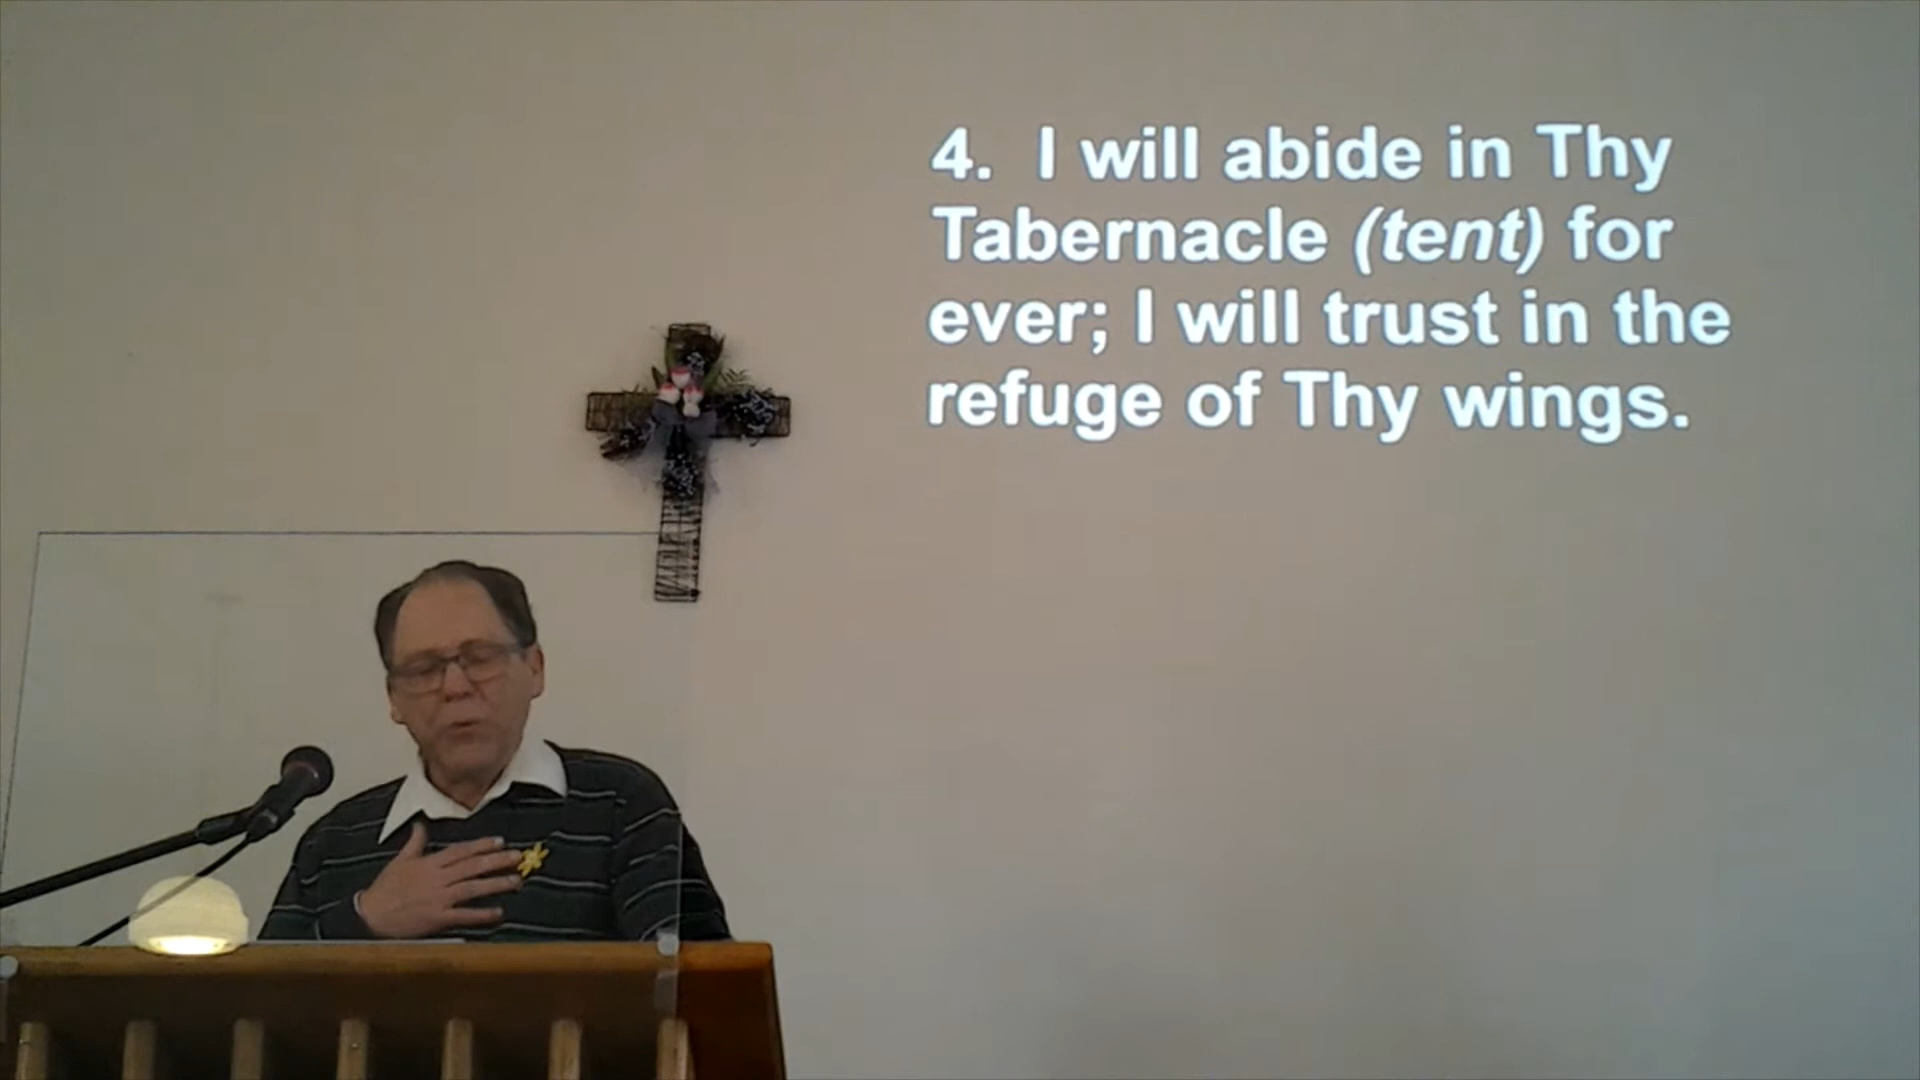 4. I will abide in Thy
Tabernacle (tent) for
ever; I will trust in the
refuge of Thy wings.